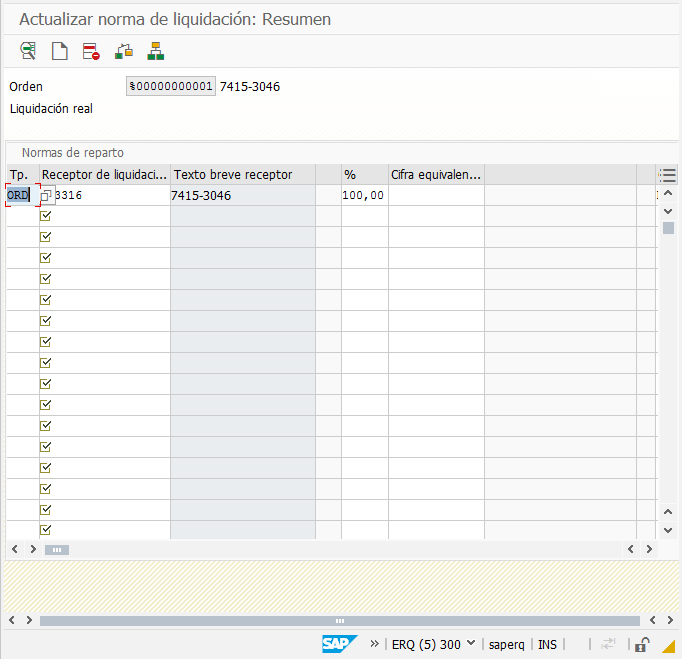 Actualizar norma de liquidación: Resumen
Orden %00000000001 7415-3046
Liquidación real
Normas de reparto
Tp. Receptor de liquidaci... Texto breve receptor % Cifra equivalen...
ORD 3316 7415-3046 100,00
SAP ERQ (5) 300 saperq INS